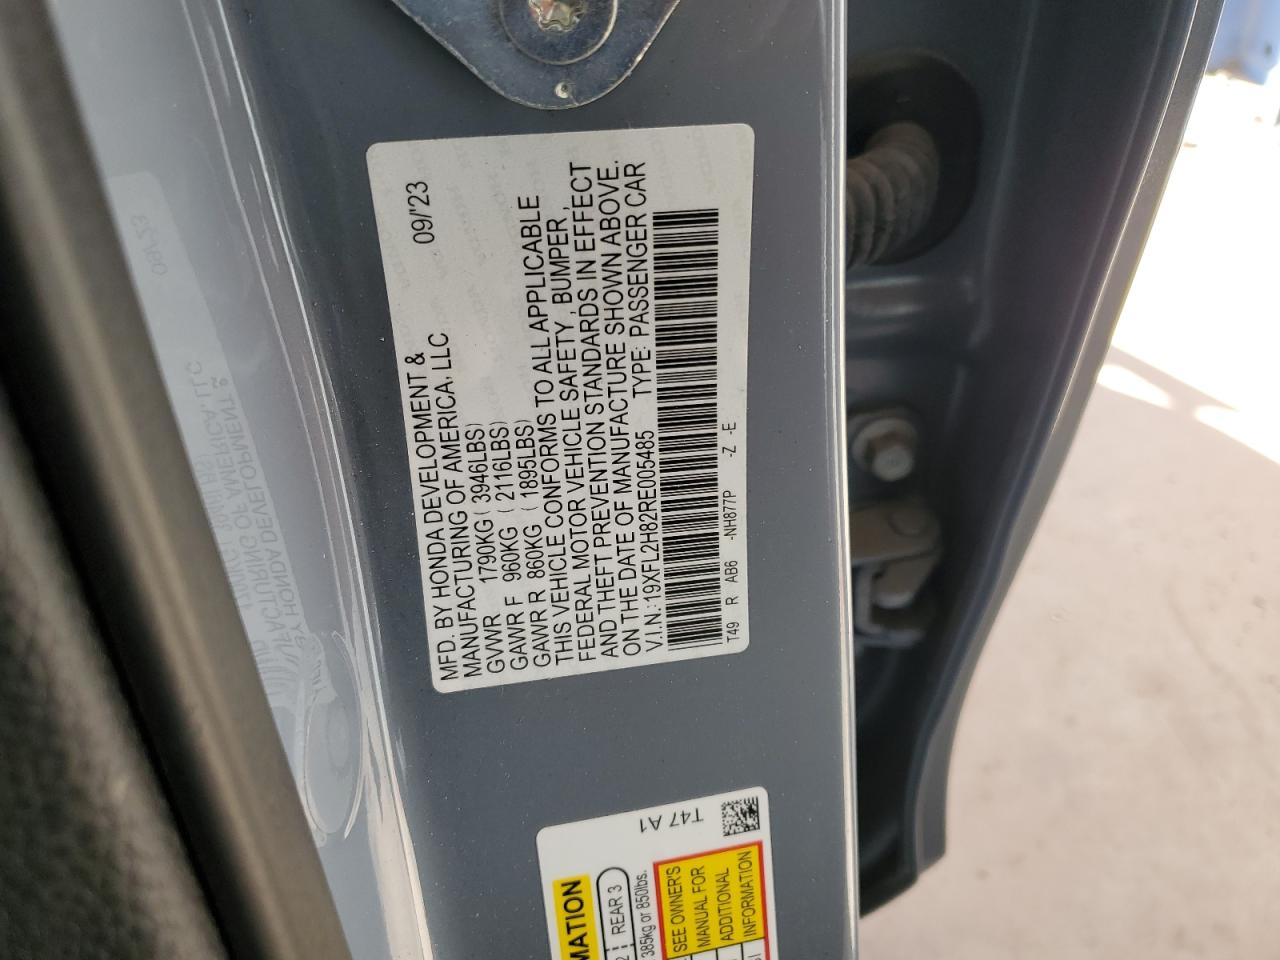 MFD. BY HONDA DEVELOPMENT &
MANUFACTURING OF AMERICA, LLC 09/'23
GVWR 1790KG ( 3946LBS)
GAWR F 960KG ( 2116LBS)
GAWR R 860KG ( 1895LBS)
THIS VEHICLE CONFORMS TO ALL APPLICABLE
FEDERAL MOTOR VEHICLE SAFETY, BUMPER,
AND THEFT PREVENTION STANDARDS IN EFFECT
ON THE DATE OF MANUFACTURE SHOWN ABOVE.
V.I.N.:19XFL2H82RE005485 TYPE: PASSENGER CAR
T49 R AB6 -NH877P -Z -E
T47 A1
REAR 3
385kg or 850lbs.
SEE OWNER'S
MANUAL FOR
ADDITIONAL
INFORMATION